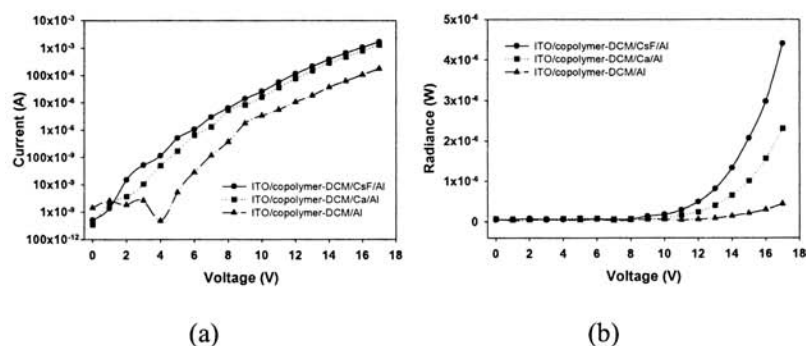 10x10-3
1x10-3
100x10-6
10x10-6
1x10-6
100x10-9
10x10-9
1x10-9
100x10-12
Current (A)
ITO/copolymer-DCM/CsF/Al
ITO/copolymer-DCM/Ca/Al
ITO/copolymer-DCM/Al
0 2 4 6 8 10 12 14 16 18
Voltage (V)
(a)
5x10-6
4x10-6
2x10-6
1x10-6
0
Radiance (W)
ITO/copolymer-DCM/CsF/Al
ITO/copolymer-DCM/Ca/Al
ITO/copolymer-DCM/Al
0 2 4 6 8 10 12 14 16 18
Voltage (V)
(b)